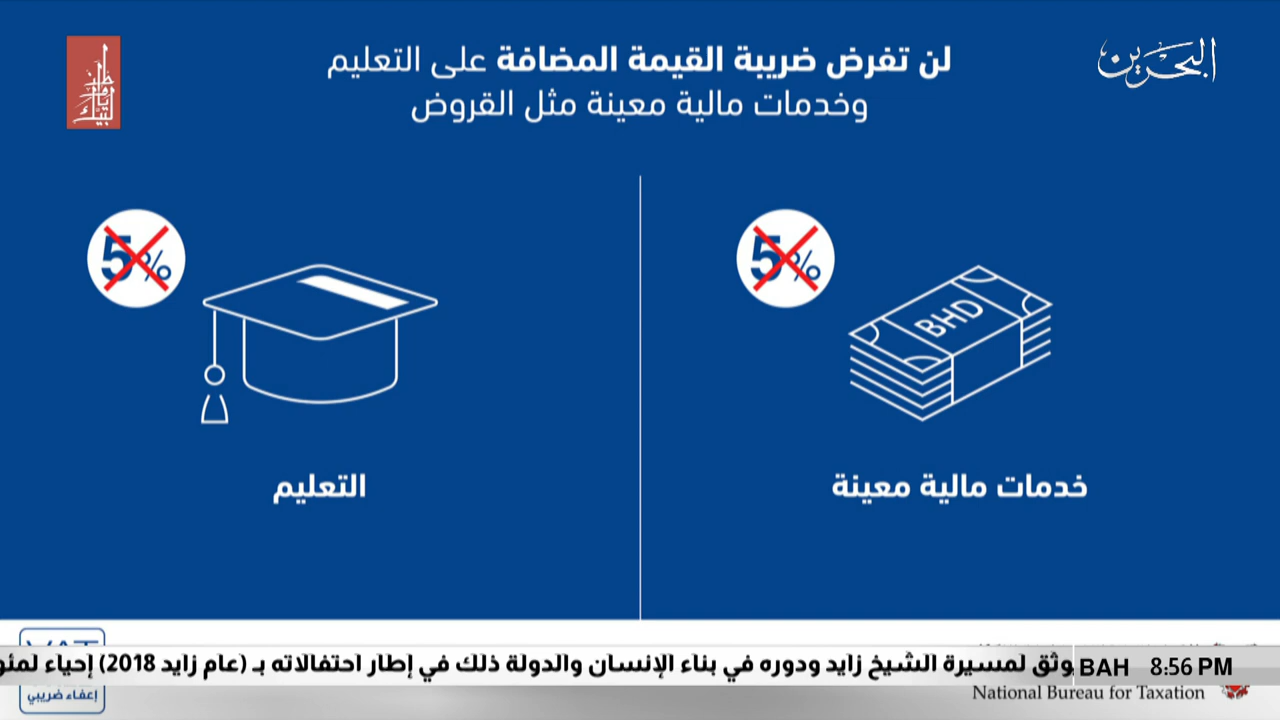 لن تفرض ضريبة القيمة المضافة على التعليم
وخدمات مالية معينة مثل القروض
البحرين
5%
5%
BHD
التعليم
خدمات مالية معينة
VAT
لمسيرة الشيخ زايد ودوره في بناء الإنسان والدولة ذلك في إطار احتفالاته بـ (عام زايد 2018) إحياء
BAH 8:56 PM
إعفاء ضريبي
National Bureau for Taxation